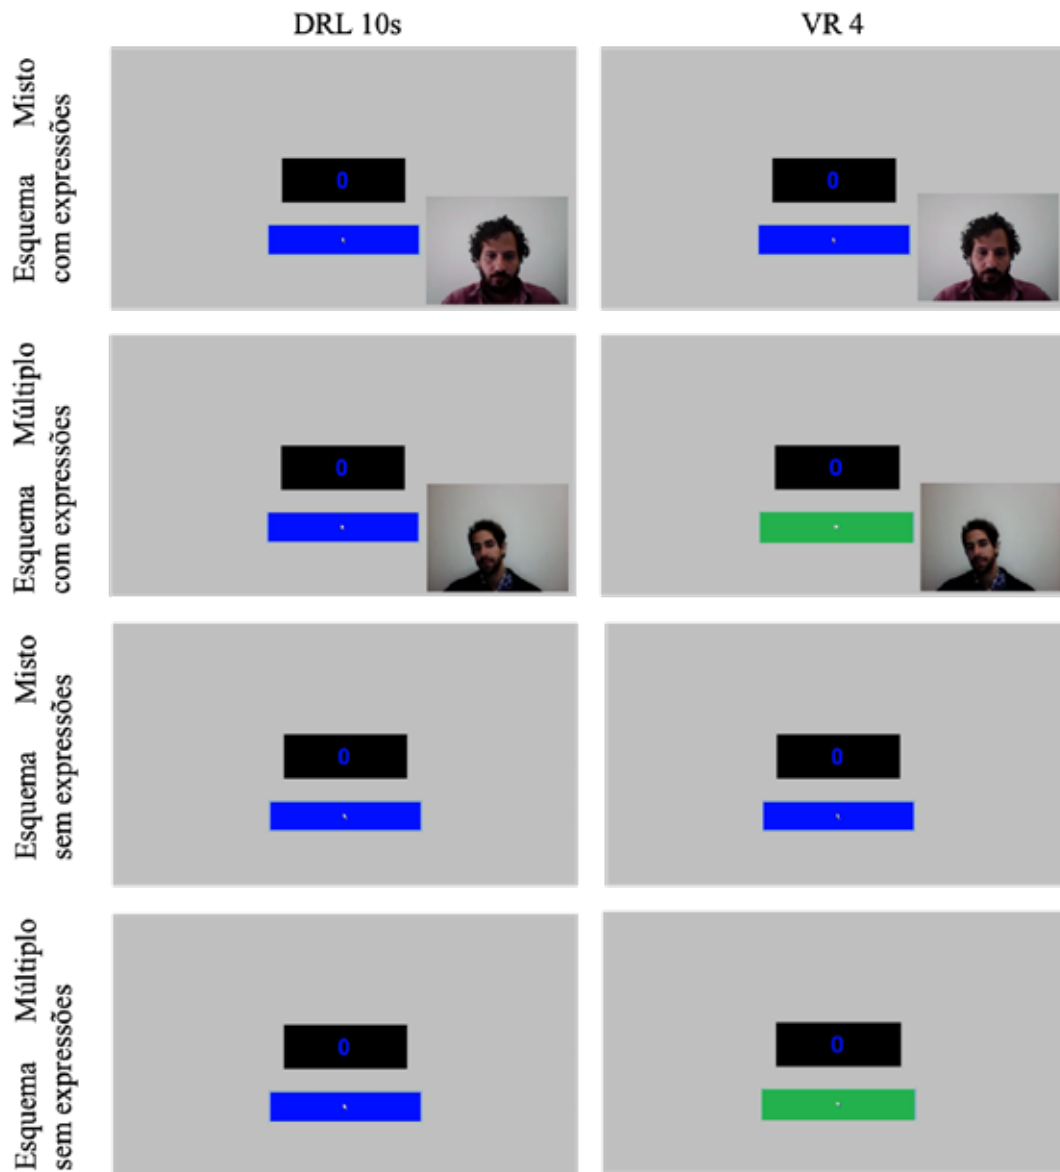 DRL 10s
VR 4
Esquema Misto
com expressões
0
0
Esquema Múltiplo
com expressões
0
0
Esquema Misto
sem expressões
0
0
Esquema Múltiplo
sem expressões
0
0